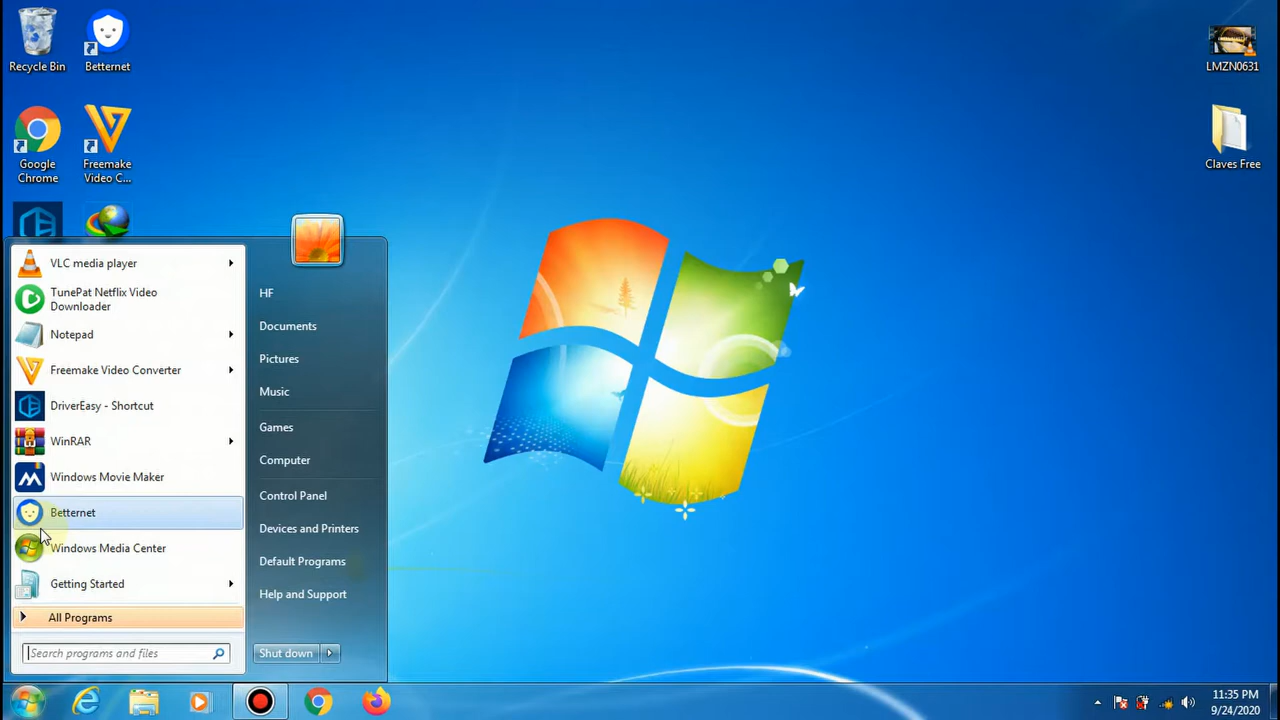 Recycle Bin
Betternet
LMZN0631
Google
Chrome
Freemake
Video C...
Claves Free
VLC media player
TunePat Netflix Video
Downloader
Notepad
Freemake Video Converter
DriverEasy - Shortcut
WinRAR
Windows Movie Maker
Betternet
Windows Media Center
Getting Started
All Programs
Search programs and files
HF
Documents
Pictures
Music
Games
Computer
Control Panel
Devices and Printers
Default Programs
Help and Support
Shut down
11:35 PM
9/24/2020